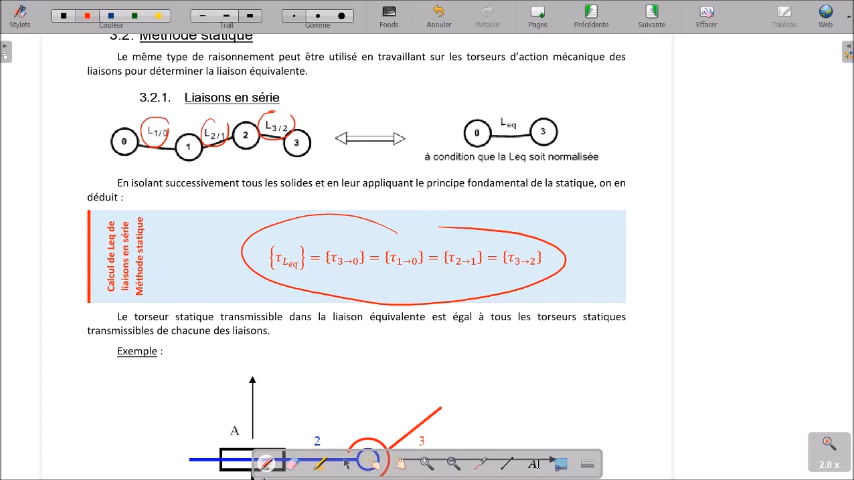 Stylets
Couleur
Trait
Gomme
Fonds
Annuler
Rétablir
Pages
Précédente
Suivante
Effacer
Tableau
Web
3.2. Méthode statique
Le même type de raisonnement peut être utilisé en travaillant sur les torseurs d'action mécanique des
liaisons pour déterminer la liaison équivalente.
3.2.1. Liaisons en série
0 L1/0 1 L2/1 2 L3/2 3
0 Leq 3
à condition que la Leq soit normalisée
En isolant successivement tous les solides et en leur appliquant le principe fondamental de la statique, on en
déduit :
Calcul de Leq de
liaisons en série
Méthode statique
{τ_Leq} = {τ3→0} = {τ1→0} = {τ2→1} = {τ3→2}
Le torseur statique transmissible dans la liaison équivalente est égal à tous les torseurs statiques
transmissibles de chacune des liaisons.
Exemple :
A
2
3
AI
2.0 x